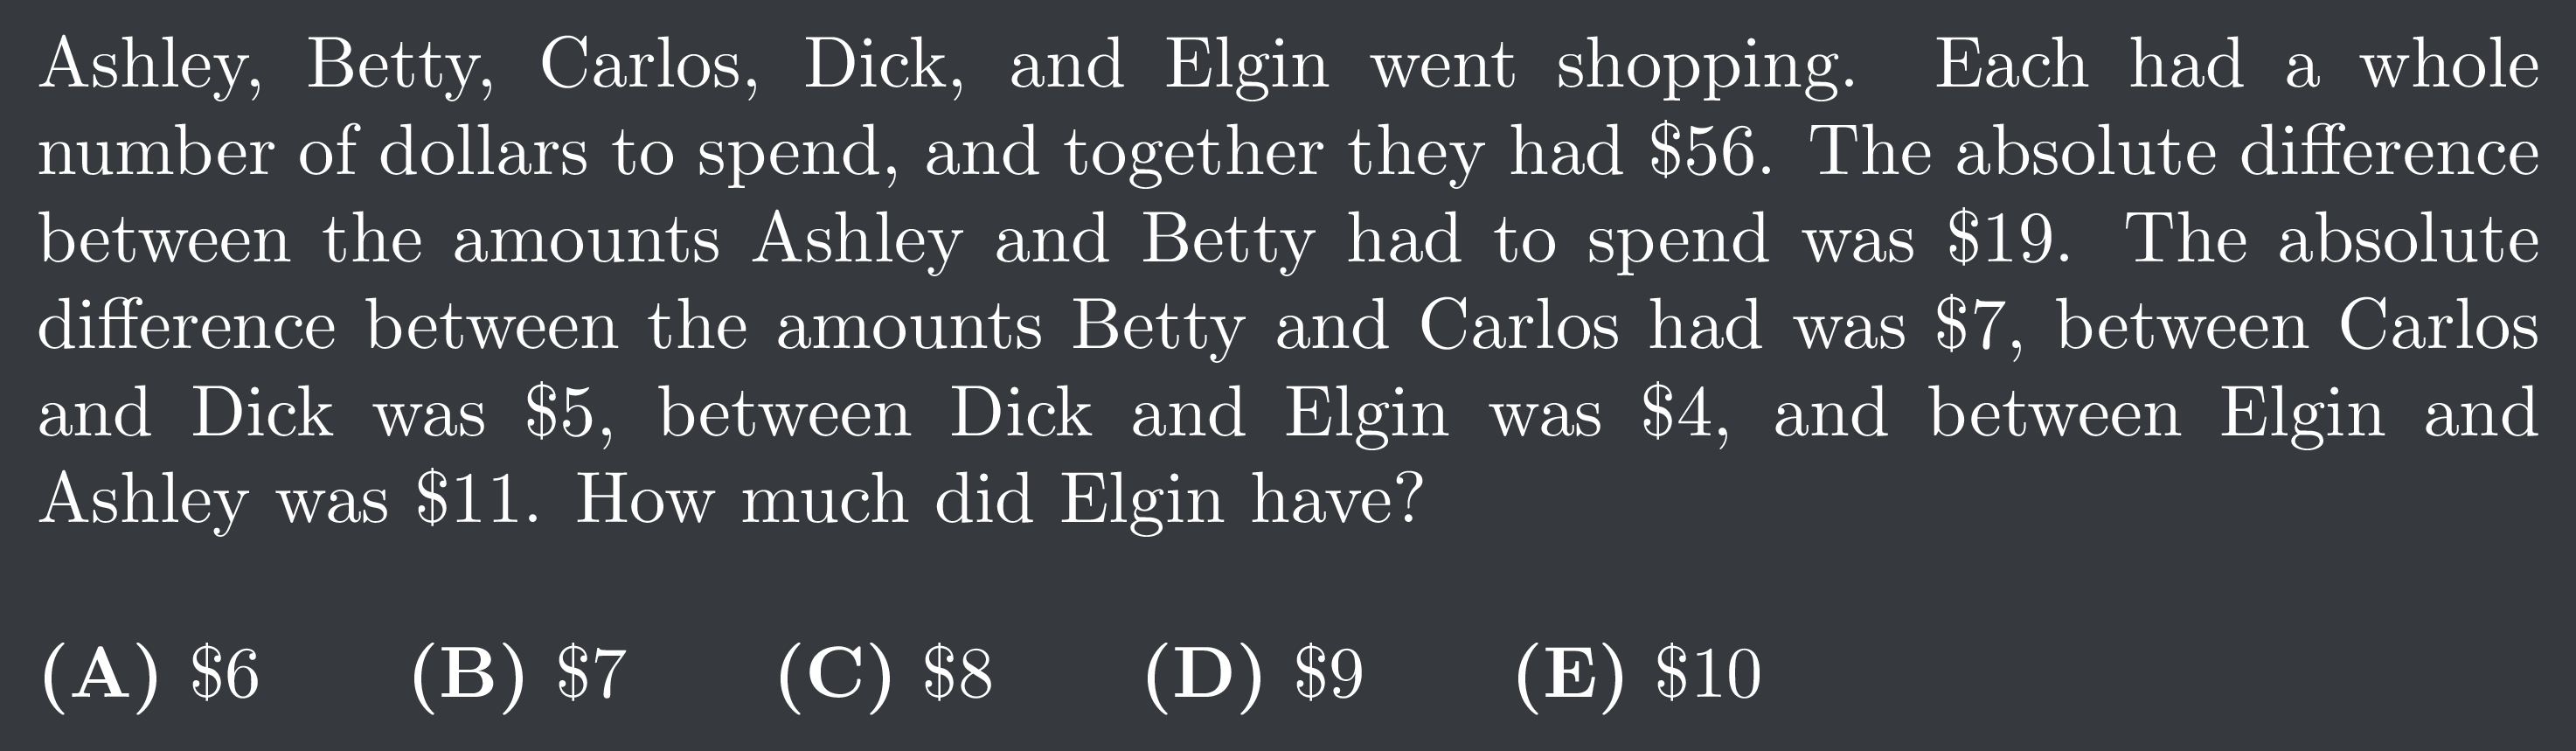 Ashley, Betty, Carlos, Dick, and Elgin went shopping. Each had a whole
number of dollars to spend, and together they had $56. The absolute difference
between the amounts Ashley and Betty had to spend was $19. The absolute
difference between the amounts Betty and Carlos had was $7, between Carlos
and Dick was $5, between Dick and Elgin was $4, and between Elgin and
Ashley was $11. How much did Elgin have?
(A) $6 (B) $7 (C) $8 (D) $9 (E) $10